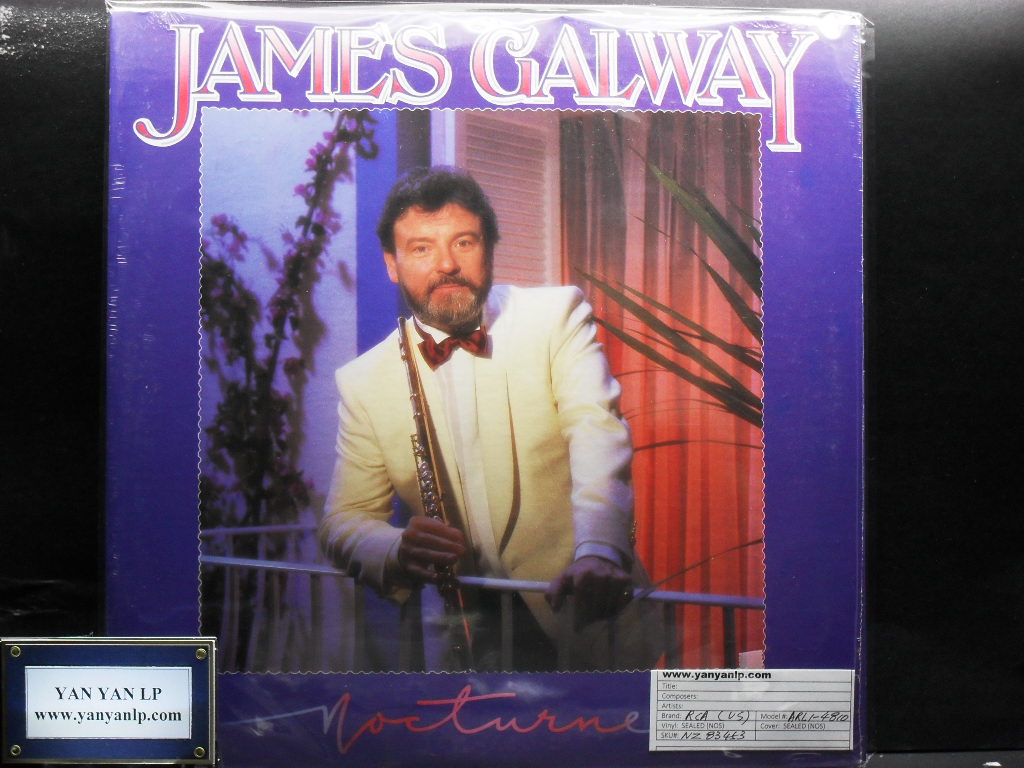 JAMES GALWAY
Nocturne
www.yanyanlp.com
Title:
Composers:
Artists:
Brand: RCA (US) Model #: ARL1-4810
Vinyl: SEALED (NOS) Cover: SEALED (NOS)
SKU#: NZ 83443
YAN YAN LP
www.yanyanlp.com